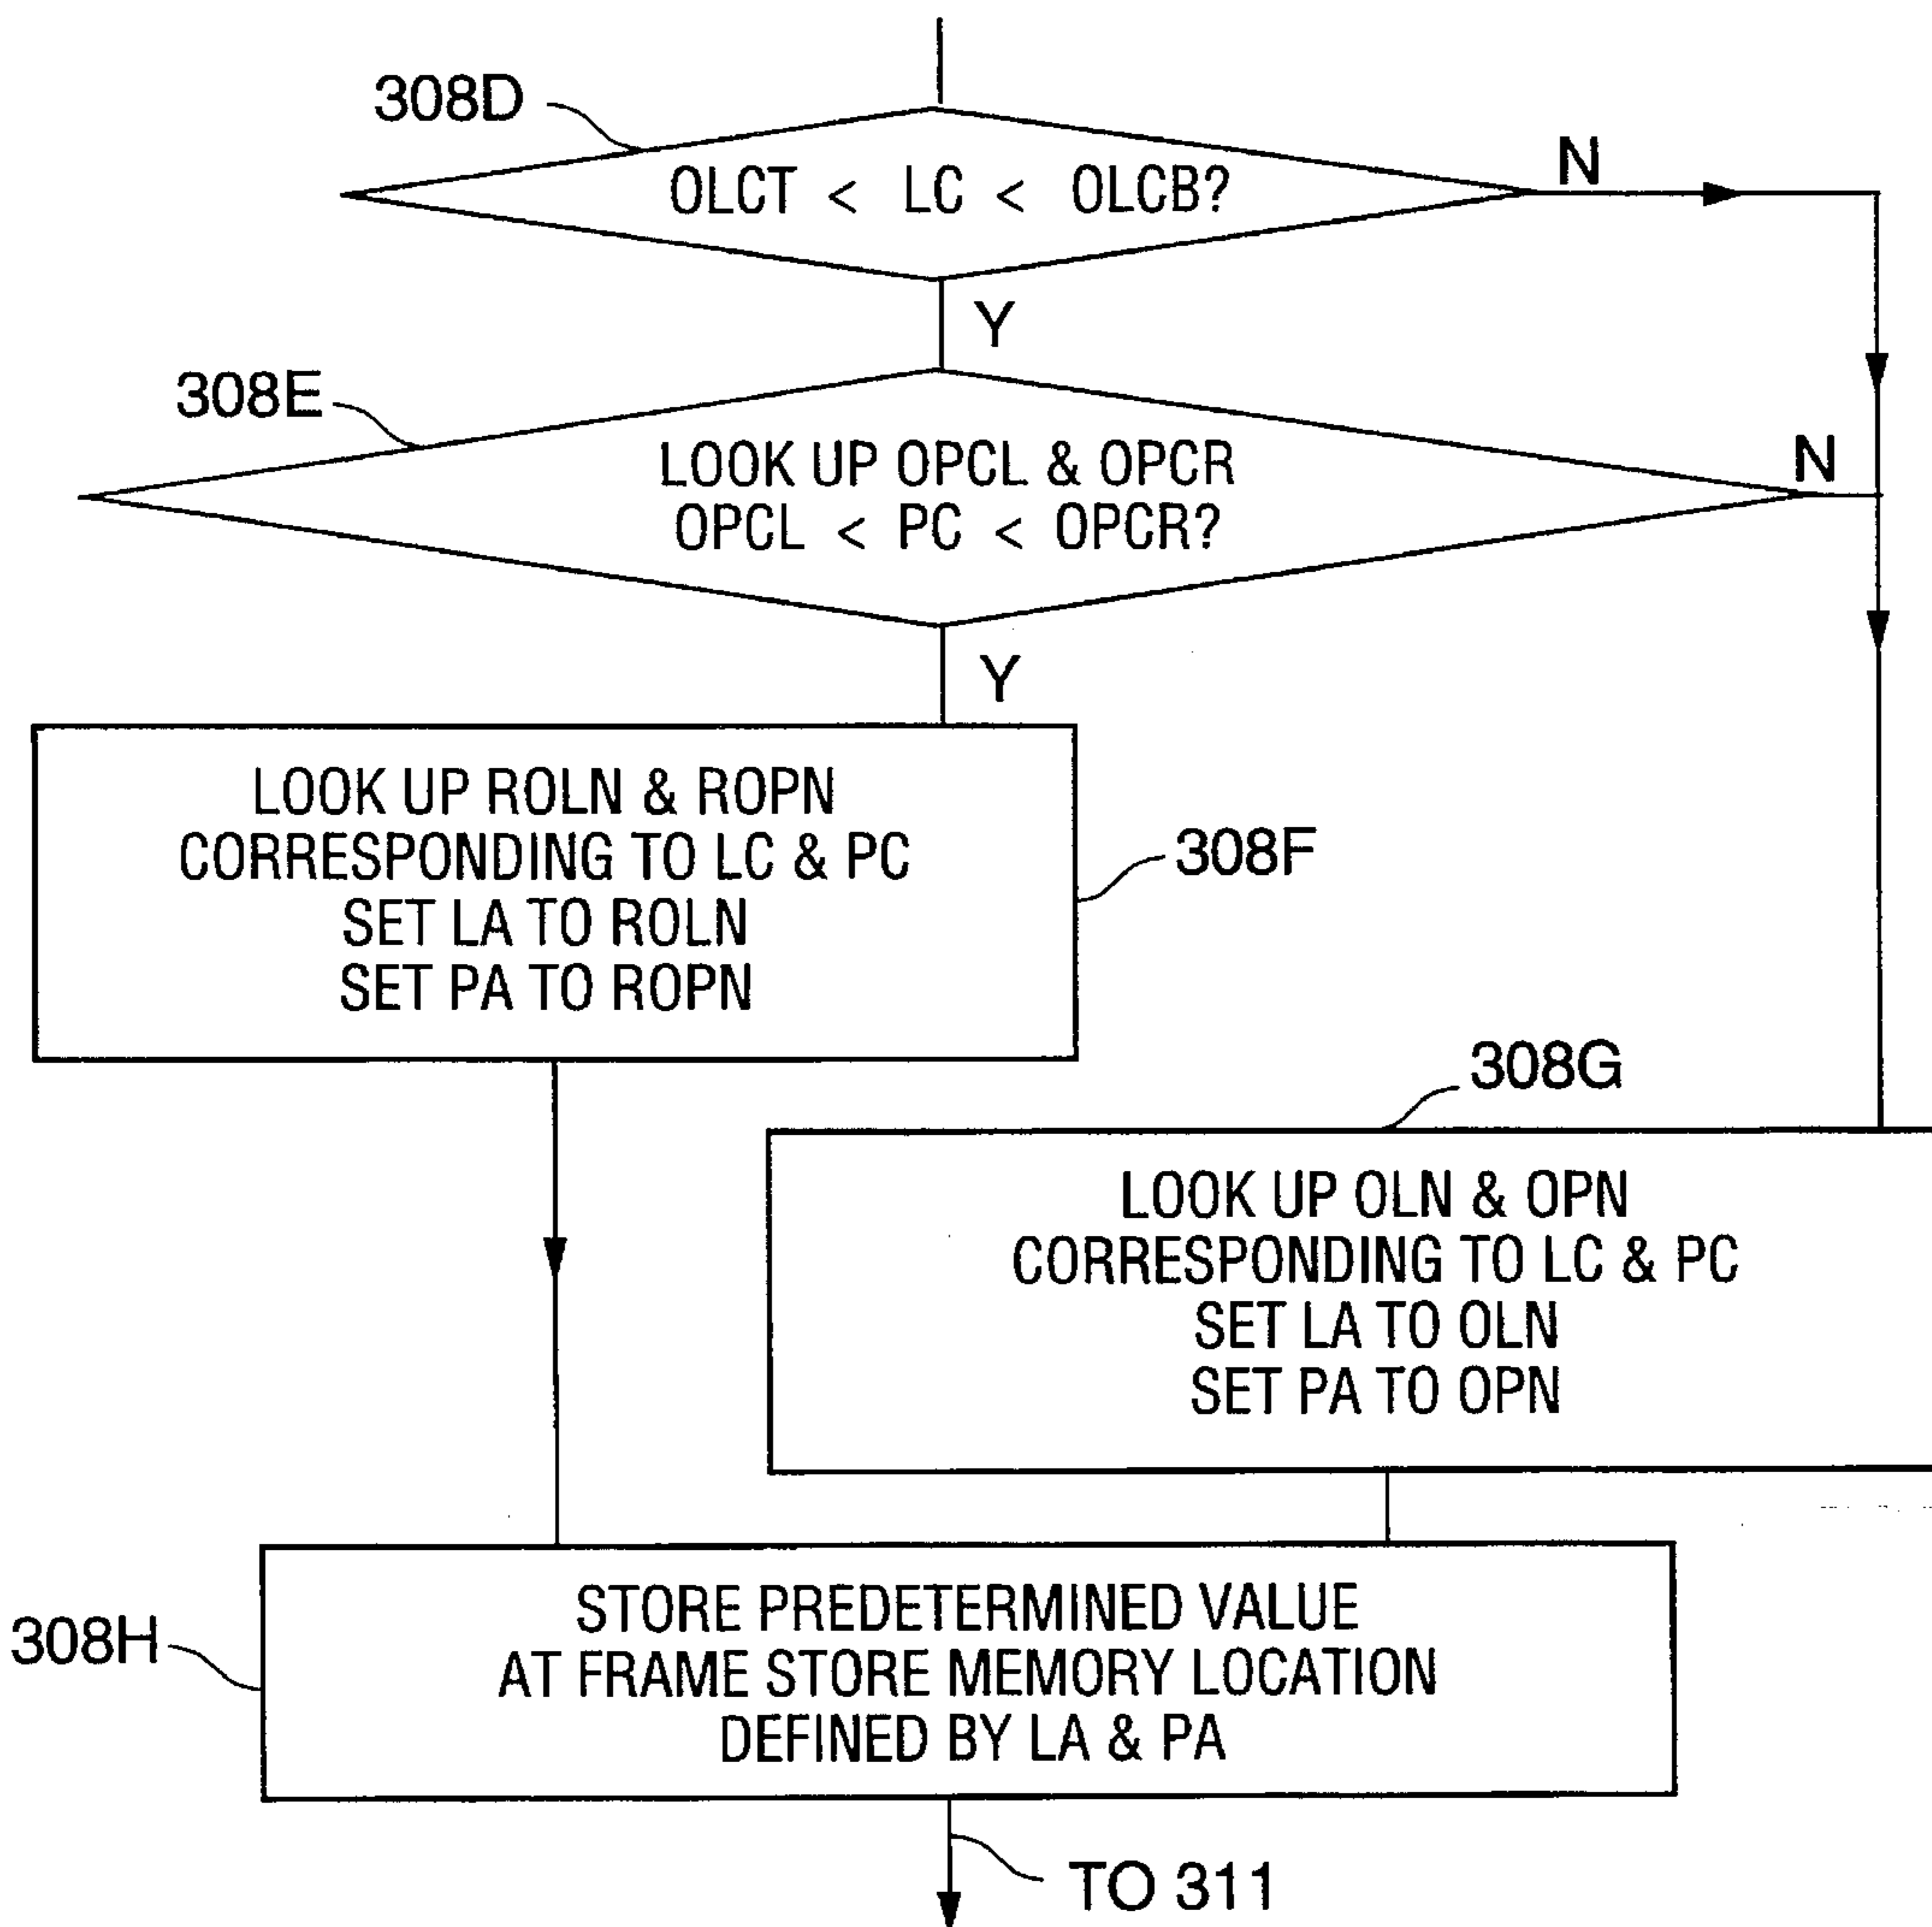 308D
OLCT < LC < OLCB?
N
Y
308E
LOOK UP OPCL & OPCR
OPCL < PC < OPCR?
N
Y
LOOK UP ROLN & ROPN
CORRESPONDING TO LC & PC
SET LA TO ROLN
SET PA TO ROPN
308F
308G
LOOK UP OLN & OPN
CORRESPONDING TO LC & PC
SET LA TO OLN
SET PA TO OPN
308H
STORE PREDETERMINED VALUE
AT FRAME STORE MEMORY LOCATION
DEFINED BY LA & PA
TO 311